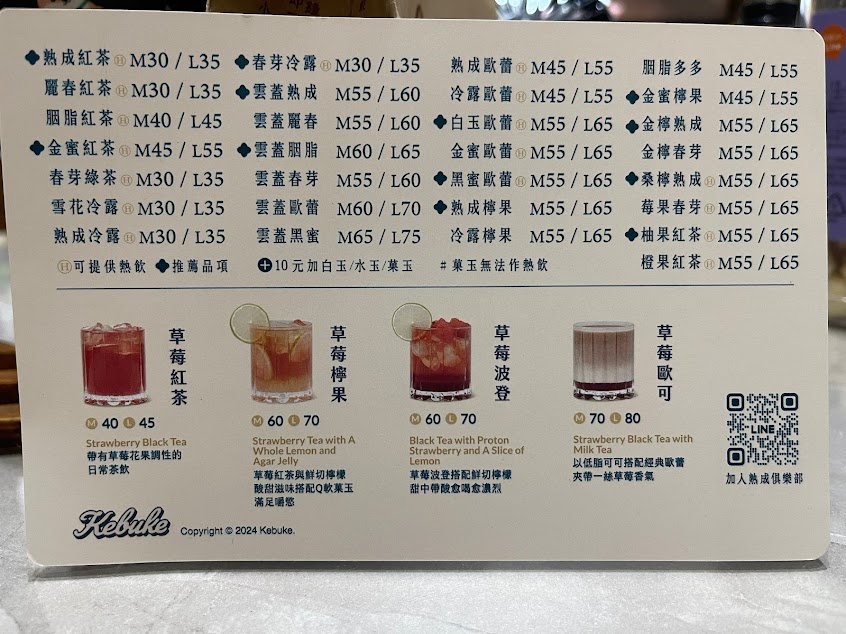 熟成紅茶 Ⓗ M30 / L35
麗春紅茶 Ⓗ M30 / L35
胭脂紅茶 M40 / L45
金蜜紅茶 Ⓗ M45 / L55
春芽綠茶 Ⓗ M30 / L35
雪花冷露 Ⓗ M30 / L35
熟成冷露 Ⓗ M30 / L35
春芽冷露 Ⓗ M30 / L35
雲蓋熟成 M55 / L60
雲蓋麗春 M55 / L60
雲蓋胭脂 M60 / L65
雲蓋春芽 M55 / L60
雲蓋歐蕾 M60 / L70
雲蓋黑蜜 M65 / L75
熟成歐蕾 Ⓗ M45 / L55
冷露歐蕾 Ⓗ M45 / L55
白玉歐蕾 Ⓗ M55 / L65
金蜜歐蕾 Ⓗ M55 / L65
黑蜜歐蕾 Ⓗ M55 / L65
熟成檸果 M55 / L65
冷露檸果 M55 / L65
胭脂多多 M45 / L55
金蜜檸果 M45 / L55
金檸熟成 M55 / L65
金檸春芽 M55 / L65
桑檸熟成 Ⓗ M55 / L65
莓果春芽 Ⓗ M55 / L65
柚果紅茶 Ⓗ M55 / L65
橙果紅茶 Ⓗ M55 / L65
Ⓗ可提供熱飲 推薦品項 10 元加白玉/水玉/菓玉 # 菓玉無法作熱飲
草莓紅茶
M 40 L 45
Strawberry Black Tea
帶有草莓花果調性的
日常茶飲
草莓檸果
M 60 L 70
Strawberry Tea with A
Whole Lemon and
Agar Jelly
草莓紅茶與鮮切檸檬
酸甜滋味搭配Q軟菓玉
滿足嚼慾
草莓波登
M 60 L 70
Black Tea with Proton
Strawberry and A Slice of
Lemon
草莓波登搭配鮮切檸檬
甜中帶酸愈喝愈濃烈
草莓歐可
M 70 L 80
Strawberry Black Tea with
Milk Tea
以低脂可可搭配經典歐蕾
夾帶一絲草莓香氣
LINE
加入熟成俱樂部
Kebuke Copyright © 2024 Kebuke.